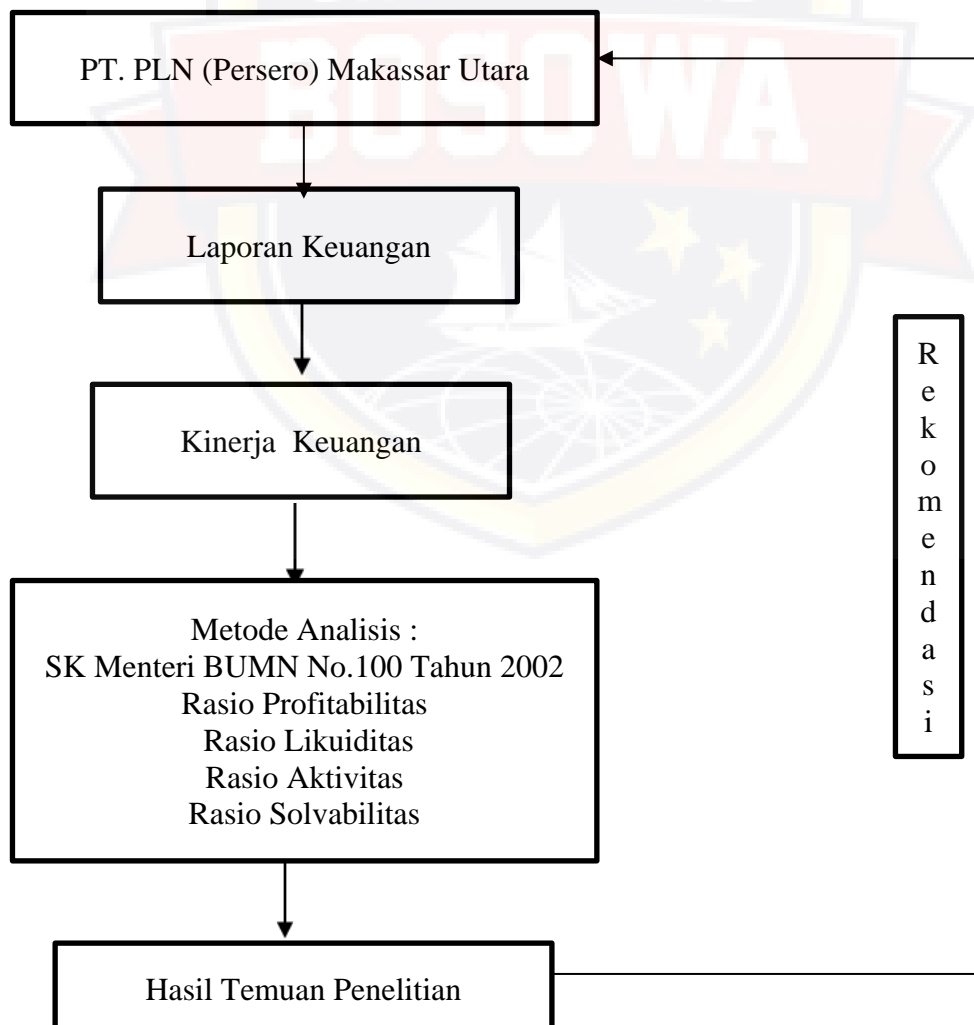 BOSOWA
PT. PLN (Persero) Makassar Utara
Laporan Keuangan
Kinerja Keuangan
Metode Analisis :
SK Menteri BUMN No.100 Tahun 2002
Rasio Profitabilitas
Rasio Likuiditas
Rasio Aktivitas
Rasio Solvabilitas
Hasil Temuan Penelitian
Rekomendasi